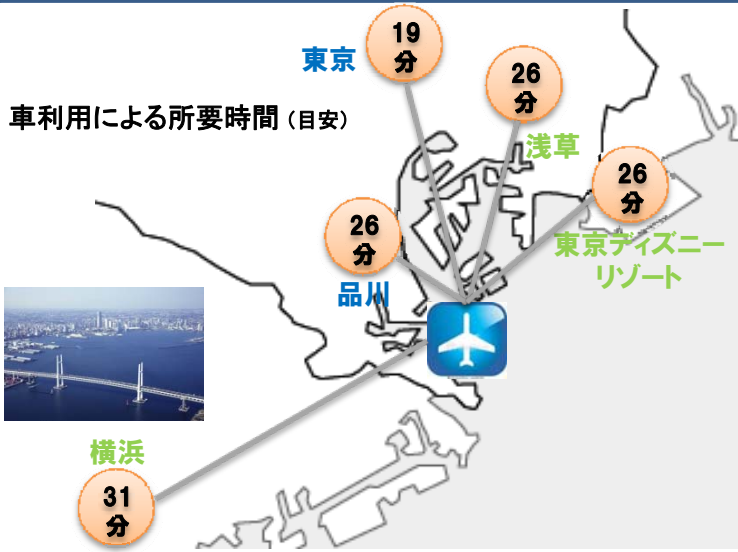 車利用による所要時間（目安）
東京
19
分
26
分
浅草
26
分
東京ディズニー
リゾート
26
分
品川
横浜
31
分